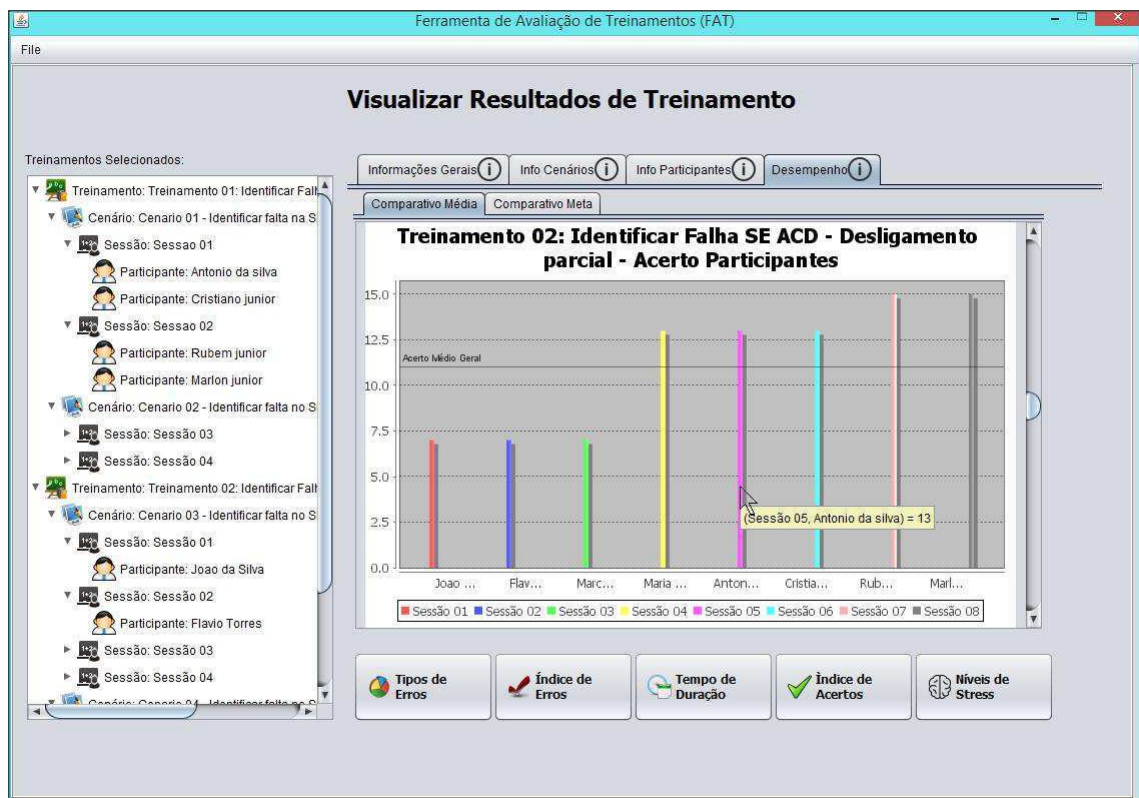 Ferramenta de Avaliação de Treinamentos (FAT)
File
Visualizar Resultados de Treinamento
Treinamentos Selecionados:
Treinamento: Treinamento 01: Identificar Falh
Cenário: Cenario 01 - Identificar falta na S
Sessão: Sessao 01
Participante: Antonio da silva
Participante: Cristiano junior
Sessão: Sessao 02
Participante: Rubem junior
Participante: Marlon junior
Cenário: Cenario 02 - Identificar falta no S
Sessão: Sessão 03
Sessão: Sessão 04
Treinamento: Treinamento 02: Identificar Falh
Cenário: Cenario 03 - Identificar falta no S
Sessão: Sessão 01
Participante: Joao da Silva
Sessão: Sessão 02
Participante: Flavio Torres
Sessão: Sessão 03
Sessão: Sessão 04
Cenário: Cenario 04 - Identificar falta no S
Informações Gerais Info Cenários Info Participantes Desempenho
Comparativo Média Comparativo Meta
Treinamento 02: Identificar Falha SE ACD - Desligamento
parcial - Acerto Participantes
15.0
12.5
Acerto Médio Geral
10.0
7.5
5.0
(Sessão 05, Antonio da silva) = 13
2.5
0.0
Joao ... Flav... Marc... Maria ... Anton... Cristia... Rub... Marl...
Sessão 01 Sessão 02 Sessão 03 Sessão 04 Sessão 05 Sessão 06 Sessão 07 Sessão 08
Tipos de
Erros
Índice de
Erros
Tempo de
Duração
Ìndice de
Acertos
Níveis de
Stress